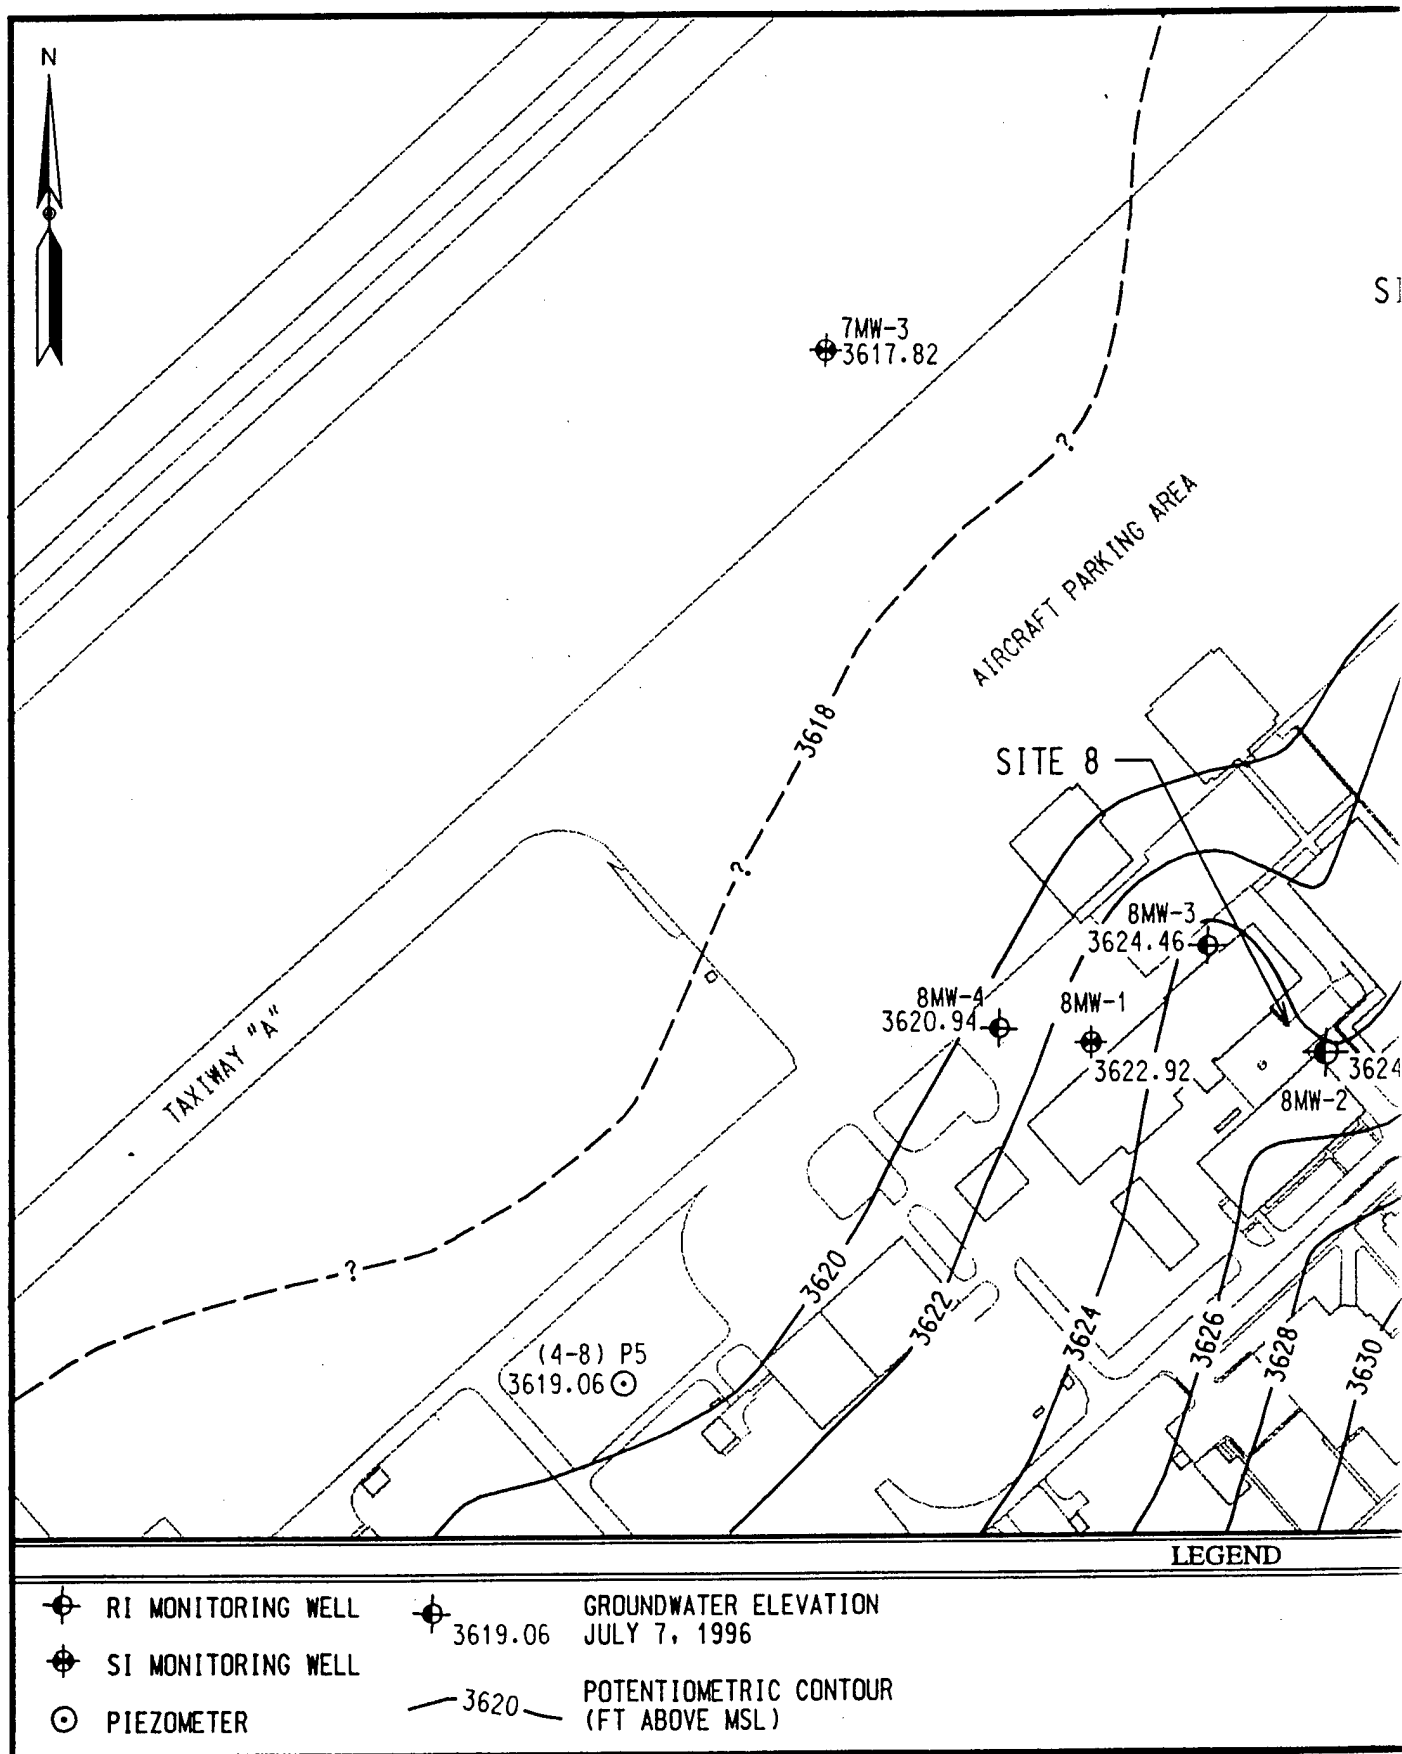 N
SI
7MW-3
3617.82
?
AIRCRAFT PARKING AREA
3618
SITE 8
?
8MW-3
3624.46
8MW-4
3620.94
8MW-1
3622.92
3624
8MW-2
TAXIWAY "A"
?
3620
3622
3624
3626
3628
3630
(4-8) P5
3619.06
LEGEND
RI MONITORING WELL
SI MONITORING WELL
PIEZOMETER
3619.06
GROUNDWATER ELEVATION
JULY 7, 1996
3620
POTENTIOMETRIC CONTOUR
(FT ABOVE MSL)